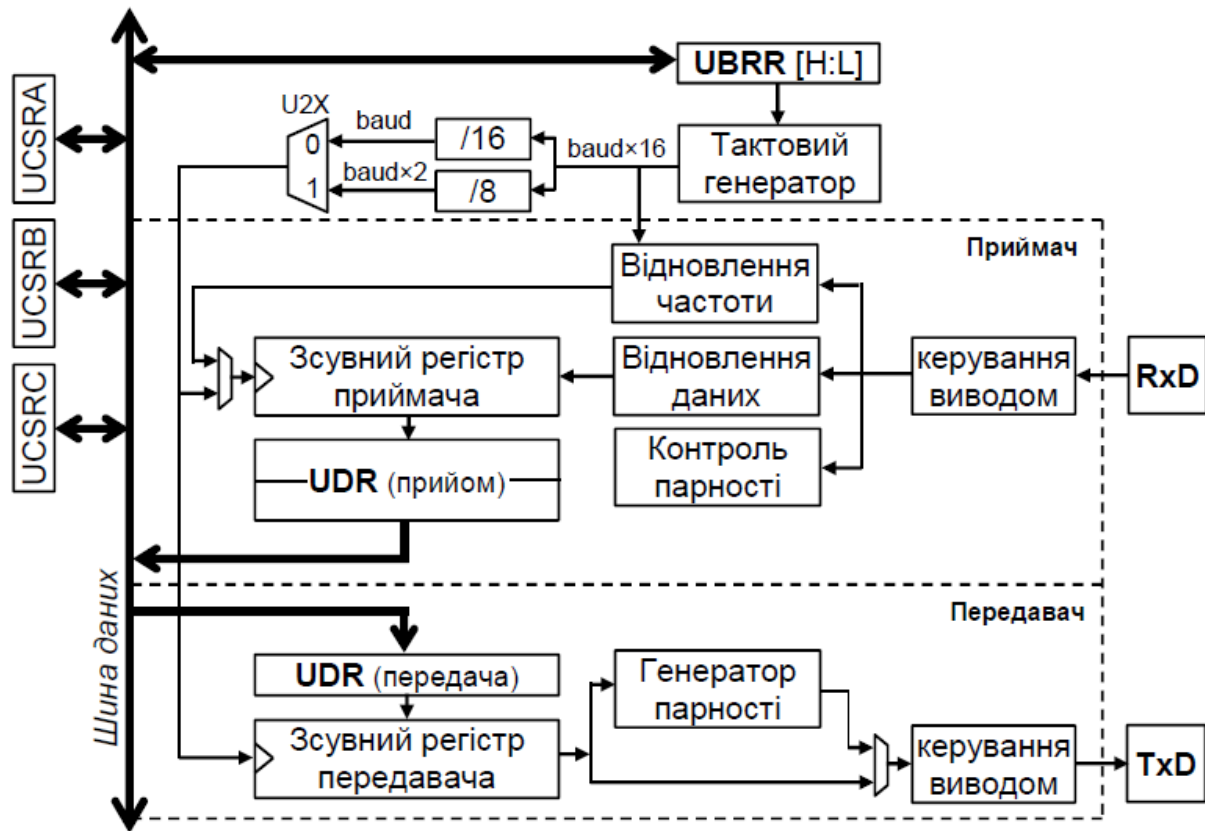 UBRR [H:L]
UCSRA
U2X
baud
/16
baud×16
Тактовий
генератор
0
1
baud×2
/8
UCSRB
Приймач
Відновлення
частоти
Зсувний регістр
приймача
Відновлення
даних
керування
виводом
RxD
UCSRC
UDR (прийом)
Контроль
парності
Шина даних
Передавач
UDR (передача)
Генератор
парності
Зсувний регістр
передавача
керування
виводом
TxD